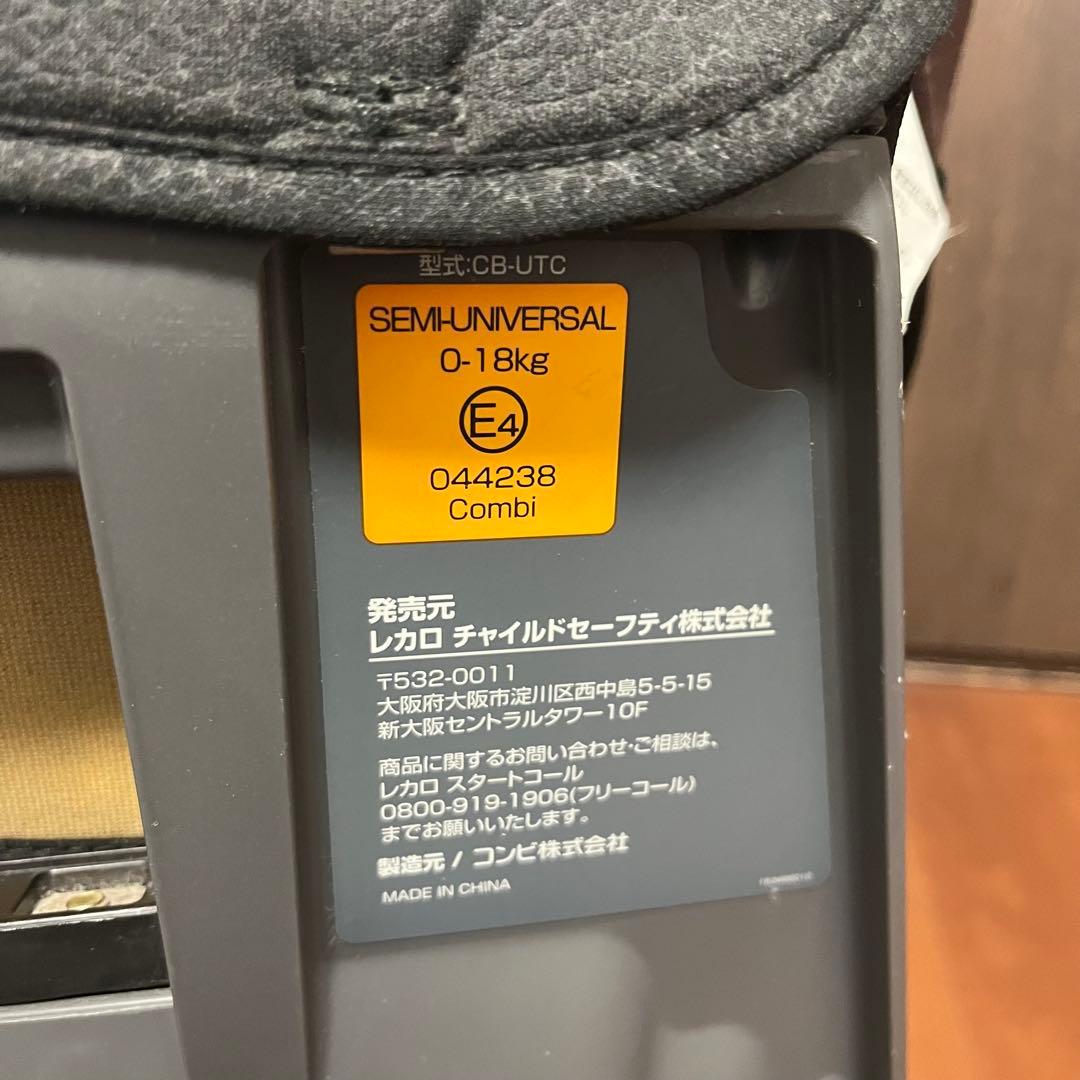 型式:CB-UTC
SEMI-UNIVERSAL
0-18kg
E4
044238
Combi
発売元
レカロ チャイルドセーフティ株式会社
〒532-0011
大阪府大阪市淀川区西中島5-5-15
新大阪セントラルタワー10F
商品に関するお問い合わせ・ご相談は、
レカロ スタートコール
0800-919-1906(フリーコール)
までお願いいたします。
製造元 / コンビ株式会社
MADE IN CHINA